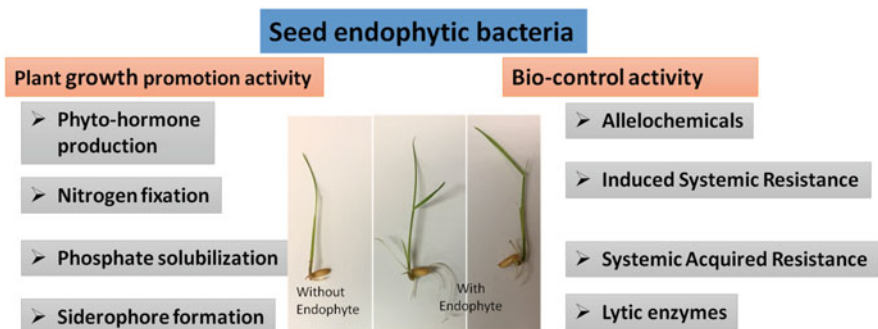 Seed endophytic bacteria
Plant growth promotion activity
➢ Phyto-hormone
production
➢ Nitrogen fixation
➢ Phosphate solubilization
➢ Siderophore formation
Without
Endophyte
With
Endophyte
Bio-control activity
➢ Allelochemicals
➢ Induced Systemic Resistance
➢ Systemic Acquired Resistance
➢ Lytic enzymes